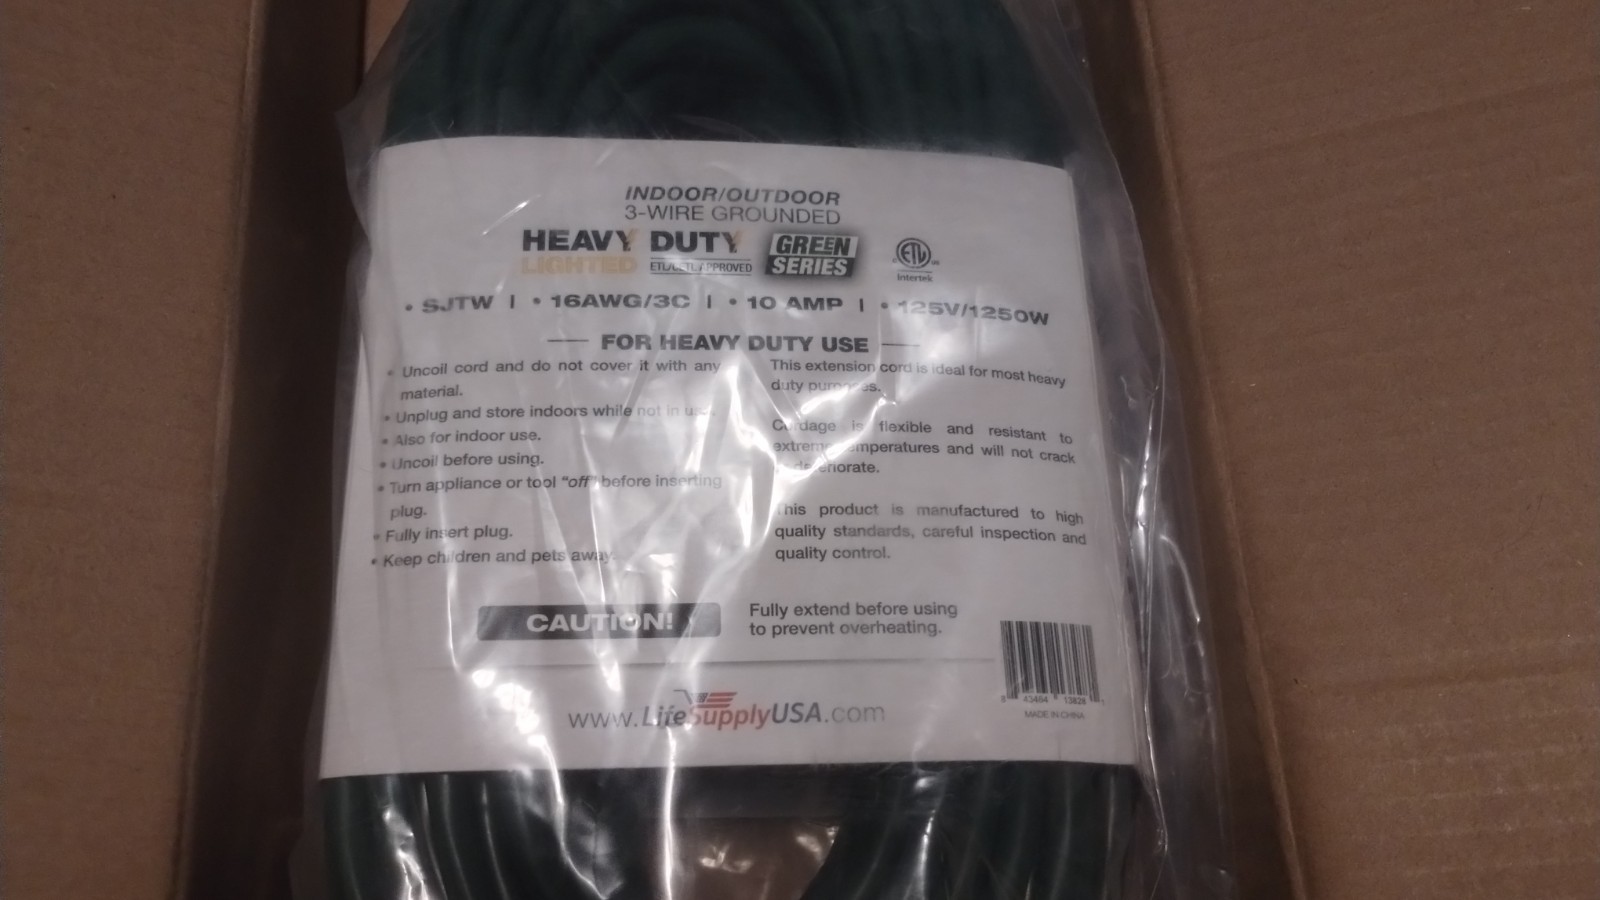 INDOOR/OUTDOOR
3-WIRE GROUNDED
HEAVY DUTY
LIGHTED
ETL/CETL APPROVED
GREEN
SERIES
ETL
Intertek
• SJTW | • 16AWG/3C | • 10 AMP | • 125V/1250W
FOR HEAVY DUTY USE
• Uncoil cord and do not cover it with any
material.
• Unplug and store indoors while not in use.
• Also for indoor use.
• Uncoil before using.
• Turn appliance or tool "off" before inserting
plug.
• Fully insert plug.
• Keep children and pets away.
This extension cord is ideal for most heavy
duty purposes.
Cordage is flexible and resistant to
extreme temperatures and will not crack
deteriorate.
This product is manufactured to high
quality standards, careful inspection and
quality control.
CAUTION!
Fully extend before using
to prevent overheating.
www.LifeSupplyUSA.com
43464 13828
MADE IN CHINA